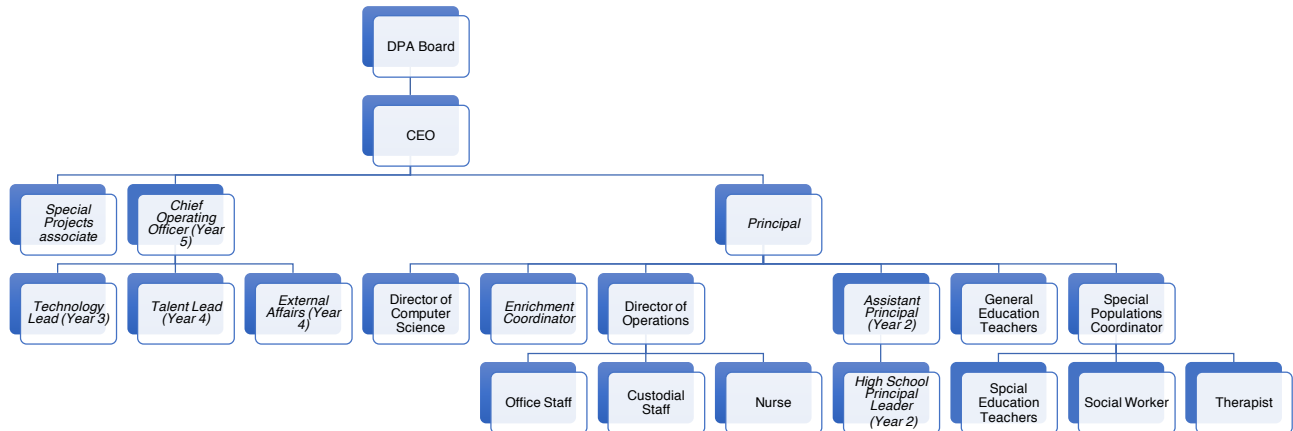 DPA Board
CEO
Special
Projects
associate
Chief
Operating
Officer (Year
5)
Principal
Technology
Lead (Year 3)
Talent Lead
(Year 4)
External
Affairs (Year
4)
Director of
Computer
Science
Enrichment
Coordinator
Director of
Operations
Assistant
Principal
(Year 2)
General
Education
Teachers
Special
Populations
Coordinator
Office Staff
Custodial
Staff
Nurse
High School
Principal
Leader
(Year 2)
Spcial
Education
Teachers
Social Worker
Therapist